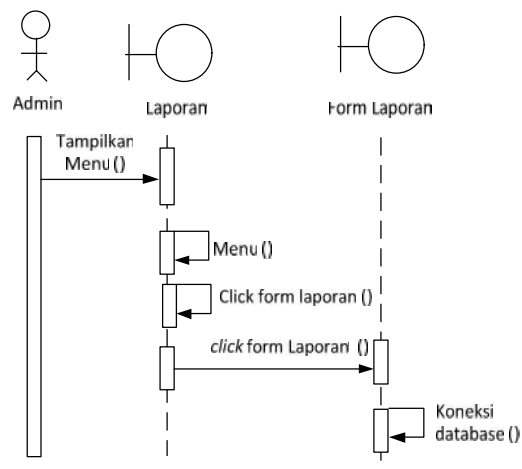 Admin
Laporan
Form Laporan
Tampilkan
Menu ()
Menu ()
Click form laporan ()
click form Laporan ()
Koneksi
database ()